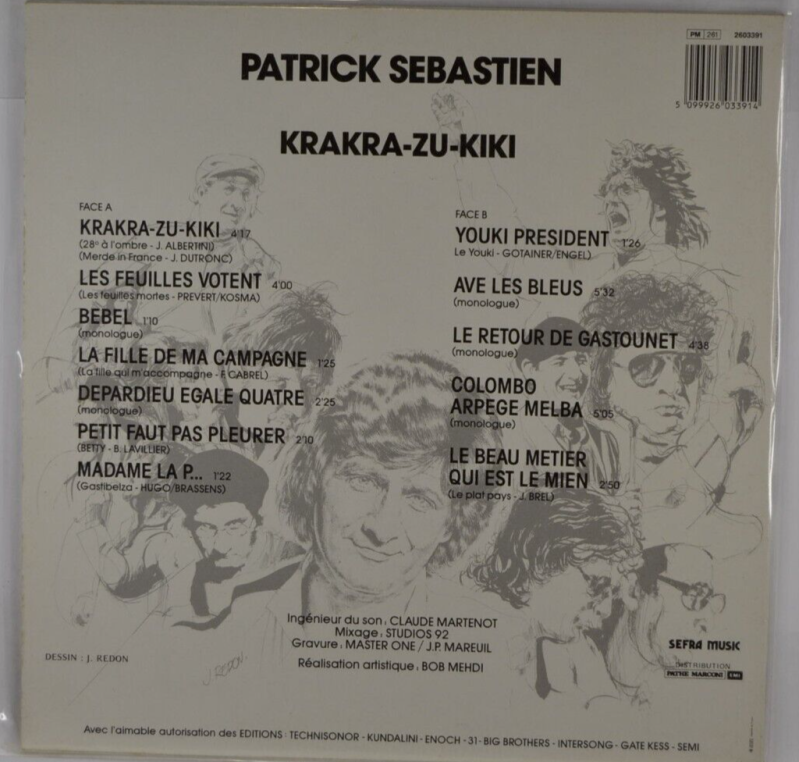 PM 281 2603391
5 099926 033914
PATRICK SEBASTIEN
KRAKRA-ZU-KIKI
FACE A
KRAKRA-ZU-KIKI 4'17
(28° à l'ombre - J. ALBERTINI)
(Merde in France - J. DUTRONC)
LES FEUILLES VOTENT 4'00
(Les feuilles mortes - PREVERT/KOSMA)
BEBEL 1'10
(monologue)
LA FILLE DE MA CAMPAGNE 1'25
(La fille qui m'accompagne - F. CABREL)
DEPARDIEU EGALE QUATRE 2'25
(monologue)
PETIT FAUT PAS PLEURER 2'10
(BETTY - B. LAVILLIER)
MADAME LA P... 1'22
(Gastibelza - HUGO/BRASSENS)
FACE B
YOUKI PRESIDENT 1'26
Le Youki - GOTAINER/ENGEL)
AVE LES BLEUS 5'32
(monologue)
LE RETOUR DE GASTOUNET 4'38
(monologue)
COLOMBO
ARPEGE MELBA 5'05
(monologue)
LE BEAU METIER
QUI EST LE MIEN 2'50
(Le plat pays - J. BREL)
Ingénieur du son : CLAUDE MARTENOT
Mixage : STUDIOS 92
Gravure : MASTER ONE / J.P. MAREUIL
Réalisation artistique : BOB MEHDI
DESSIN : J. REDON
J. REDON
SEFRA MUSIC
DISTRIBUTION
PATHE MARCONI EMI
Avec l'aimable autorisation des EDITIONS : TECHNISONOR - KUNDALINI - ENOCH - 31 - BIG BROTHERS - INTERSONG - GATE KESS - SEMI